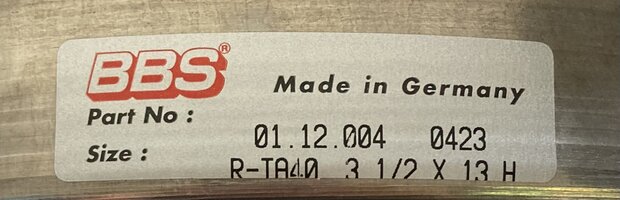 BBS® Made in Germany
Part No : 01.12.004 0423
Size : R-TA40 3 1/2 X 13 H